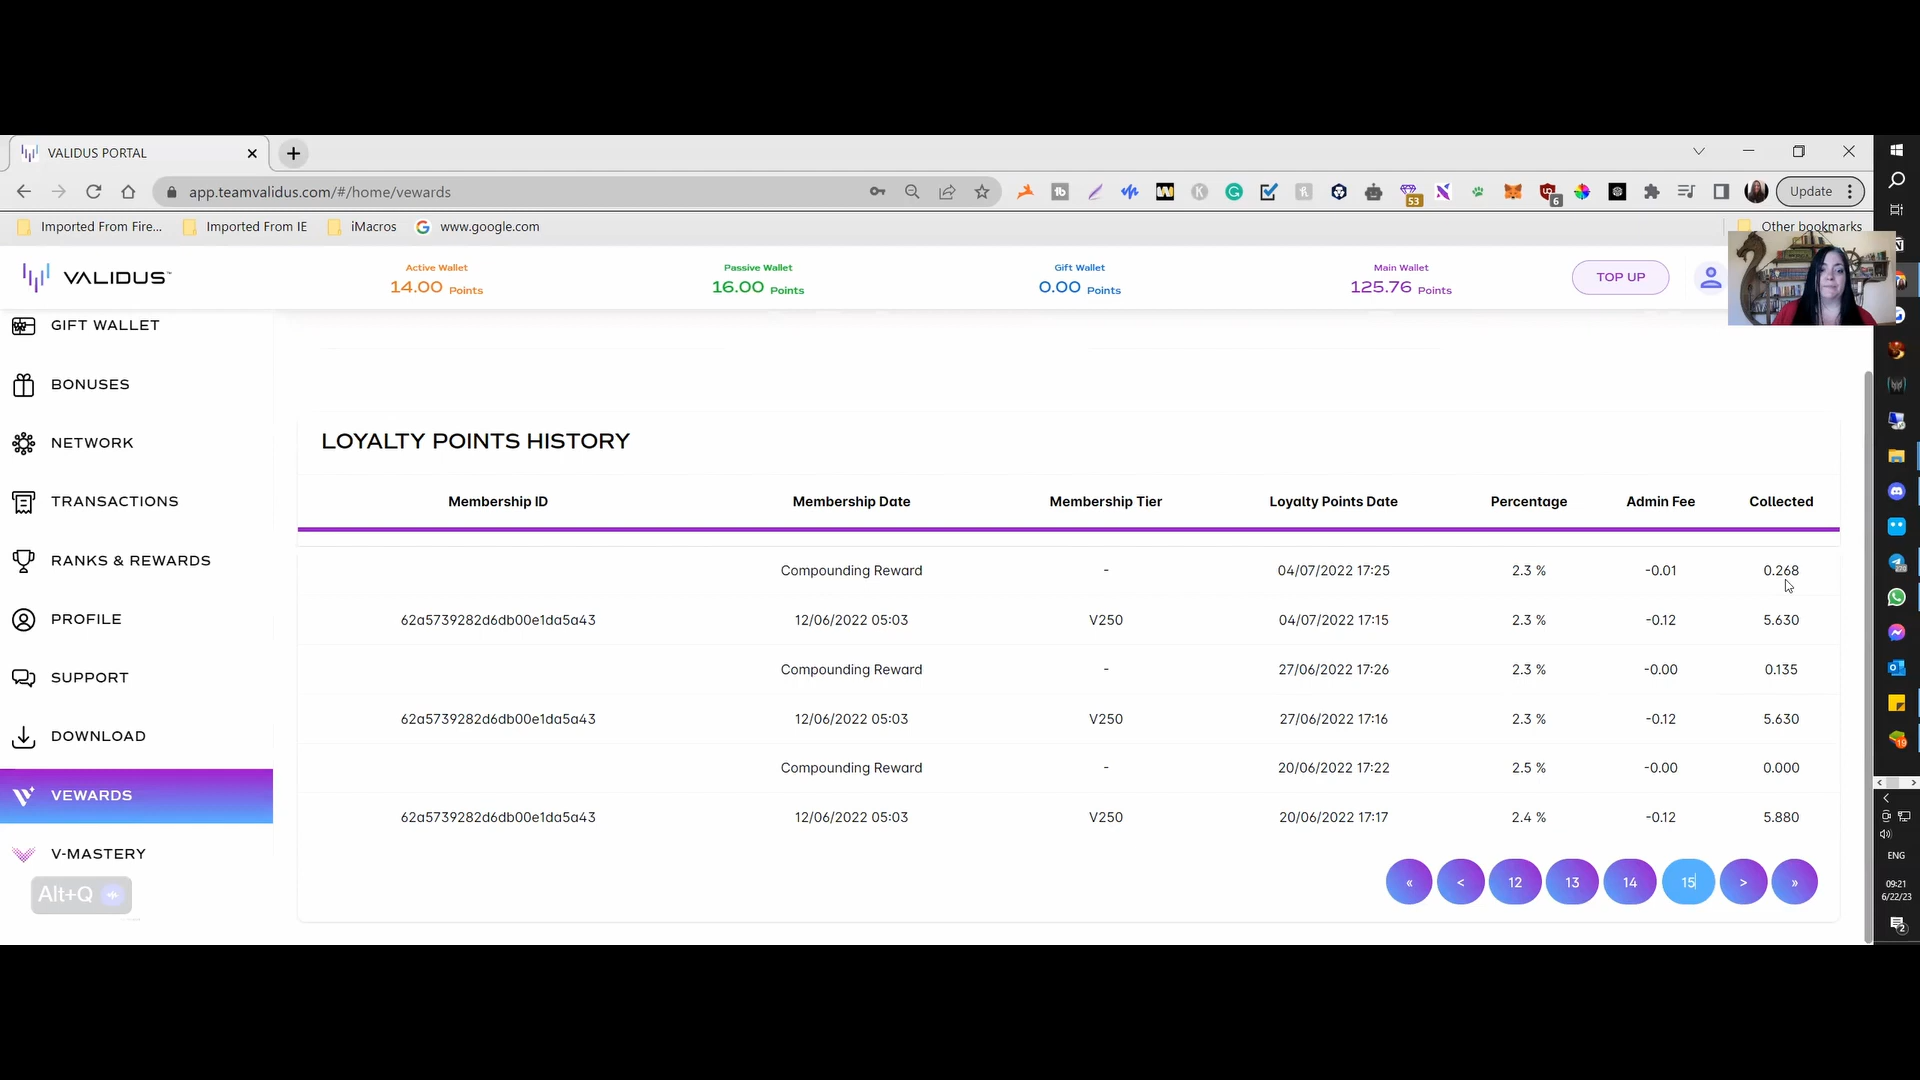 VALIDUS PORTAL
app.teamvalidus.com/#/home/vewards
53
6
Update
Imported From Fire...
Imported From IE
iMacros
www.google.com
Other bookmarks
VALIDUS
Active Wallet
14.00 Points
Passive Wallet
16.00 Points
Gift Wallet
0.00 Points
Main Wallet
125.76 Points
TOP UP
GIFT WALLET
BONUSES
NETWORK
TRANSACTIONS
RANKS & REWARDS
PROFILE
SUPPORT
DOWNLOAD
VEWARDS
V-MASTERY
Alt+Q
LOYALTY POINTS HISTORY
Membership ID Membership Date Membership Tier Loyalty Points Date Percentage Admin Fee Collected
Compounding Reward - 04/07/2022 17:25 2.3 % -0.01 0.268
62a5739282d6db00e1da5a43 12/06/2022 05:03 V250 04/07/2022 17:15 2.3 % -0.12 5.630
Compounding Reward - 27/06/2022 17:26 2.3 % -0.00 0.135
62a5739282d6db00e1da5a43 12/06/2022 05:03 V250 27/06/2022 17:16 2.3 % -0.12 5.630
Compounding Reward - 20/06/2022 17:22 2.5 % -0.00 0.000
62a5739282d6db00e1da5a43 12/06/2022 05:03 V250 20/06/2022 17:17 2.4 % -0.12 5.880
« < 12 13 14 15 > »
ENG
09:21
6/22/23
2